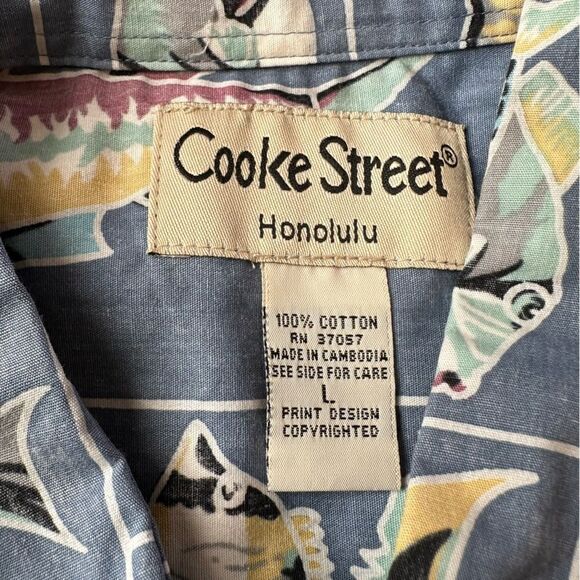 Cooke Street®
Honolulu
100% COTTON
RN 37057
MADE IN CAMBODIA
SEE SIDE FOR CARE
L
PRINT DESIGN
COPYRIGHTED